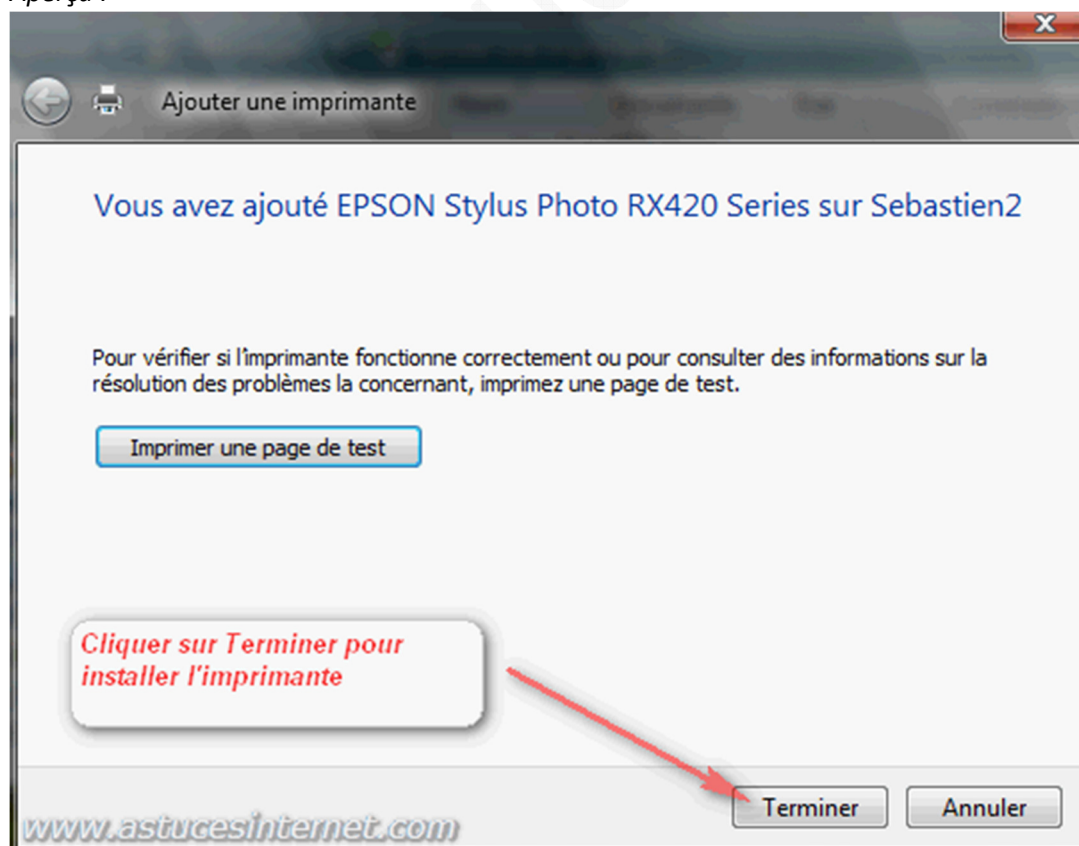 Aperçu :
Ajouter une imprimante
Vous avez ajouté EPSON Stylus Photo RX420 Series sur Sebastien2
Pour vérifier si l'imprimante fonctionne correctement ou pour consulter des informations sur la
résolution des problèmes la concernant, imprimez une page de test.
Imprimer une page de test
Cliquer sur Terminer pour
installer l'imprimante
Terminer Annuler
www.astucesinternet.com